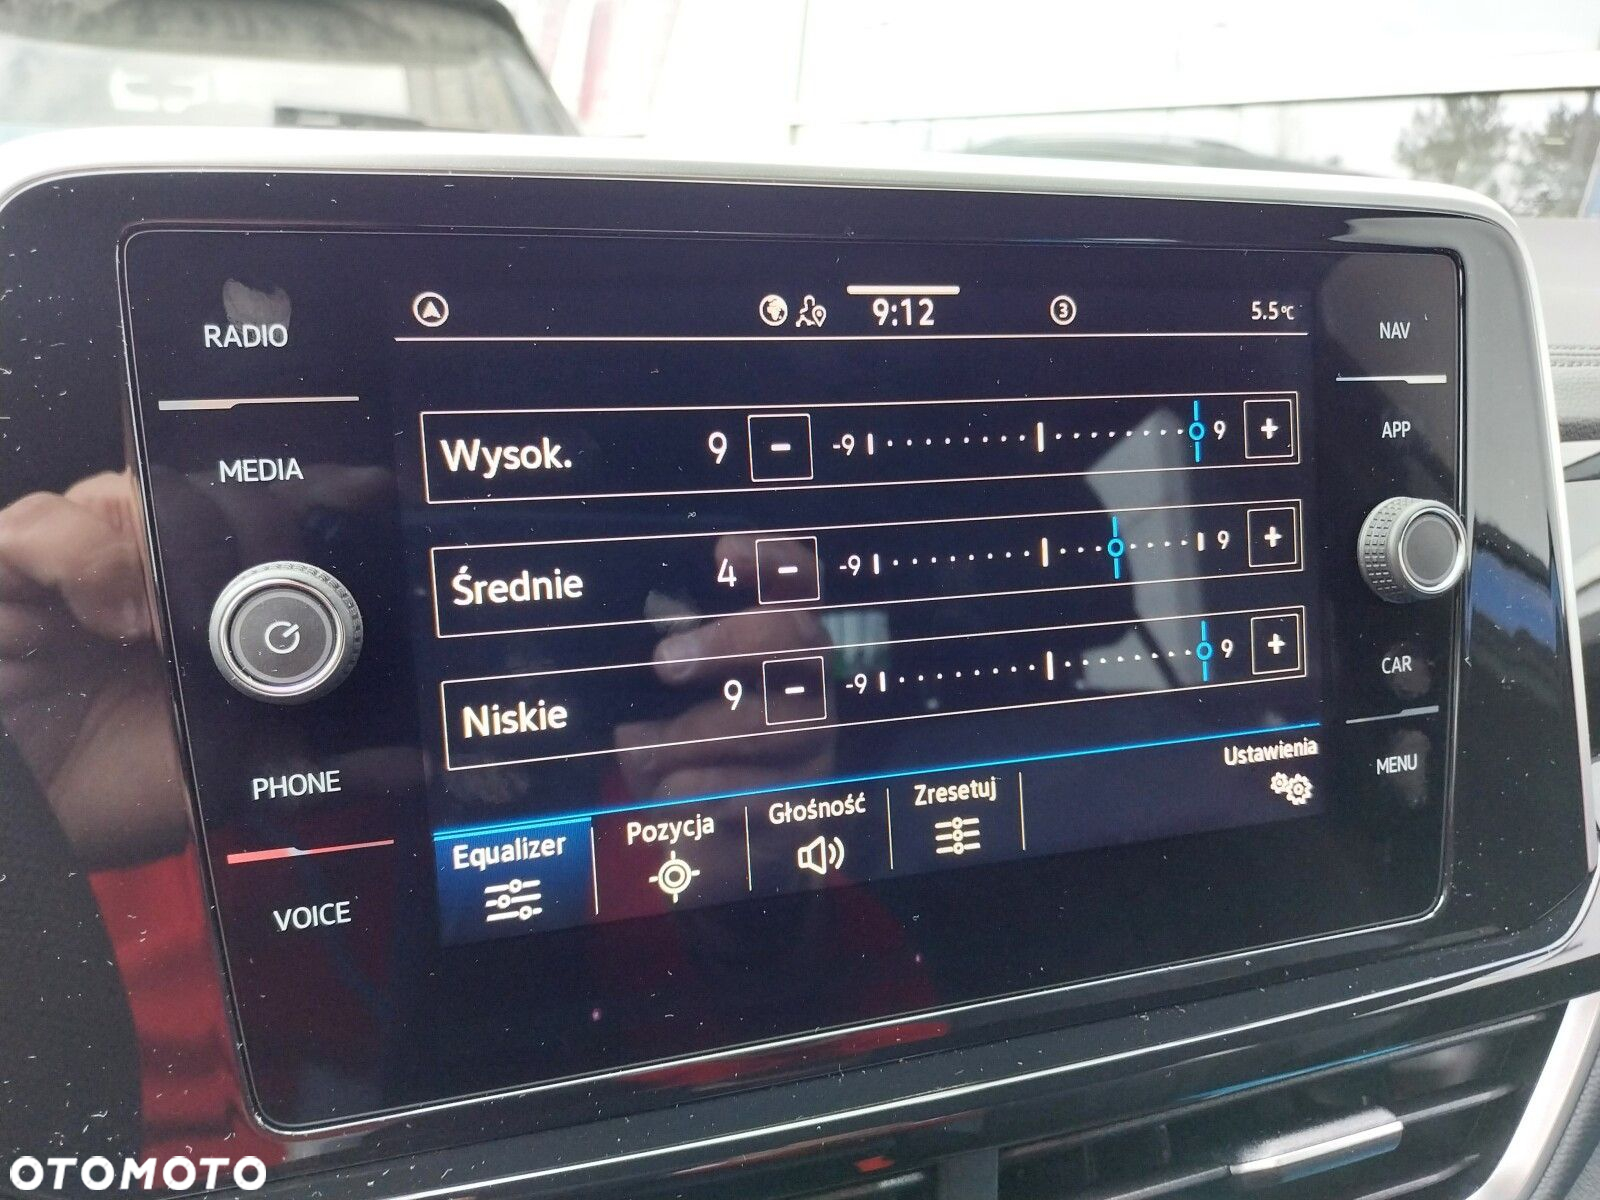 9:12
3
5.5°C
RADIO
MEDIA
PHONE
VOICE
Wysok. 9 - -9 9 +
Średnie 4 - -9 9 +
Niskie 9 - -9 9 +
Equalizer
Pozycja
Głośność
Zresetuj
Ustawienia
NAV
APP
CAR
MENU
OTOMOTO